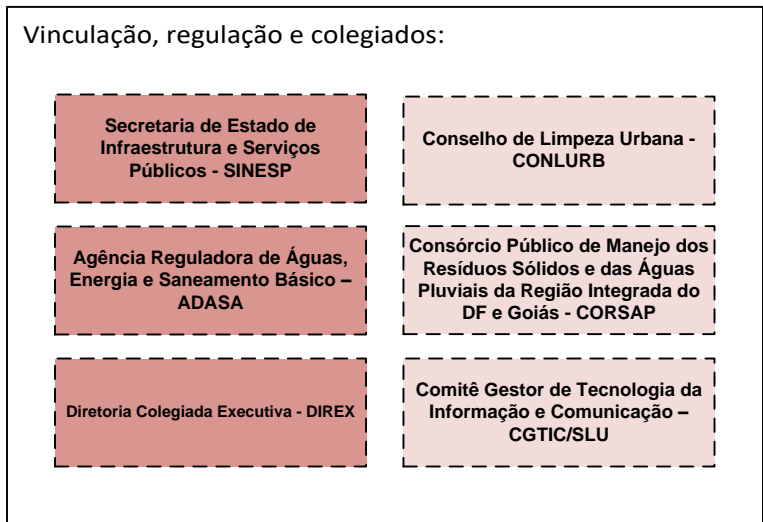 Vinculação, regulação e colegiados:
Secretaria de Estado de
Infraestrutura e Serviços
Públicos - SINESP
Conselho de Limpeza Urbana -
CONLURB
Agência Reguladora de Águas,
Energia e Saneamento Básico –
ADASA
Consórcio Público de Manejo dos
Resíduos Sólidos e das Águas
Pluviais da Região Integrada do
DF e Goiás - CORSAP
Diretoria Colegiada Executiva - DIREX
Comitê Gestor de Tecnologia da
Informação e Comunicação –
CGTIC/SLU